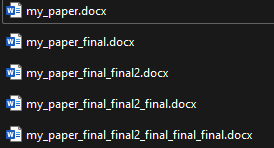 my_paper.docx
my_paper_final.docx
my_paper_final_final2.docx
my_paper_final_final2_final.docx
my_paper_final_final2_final_final_final.docx